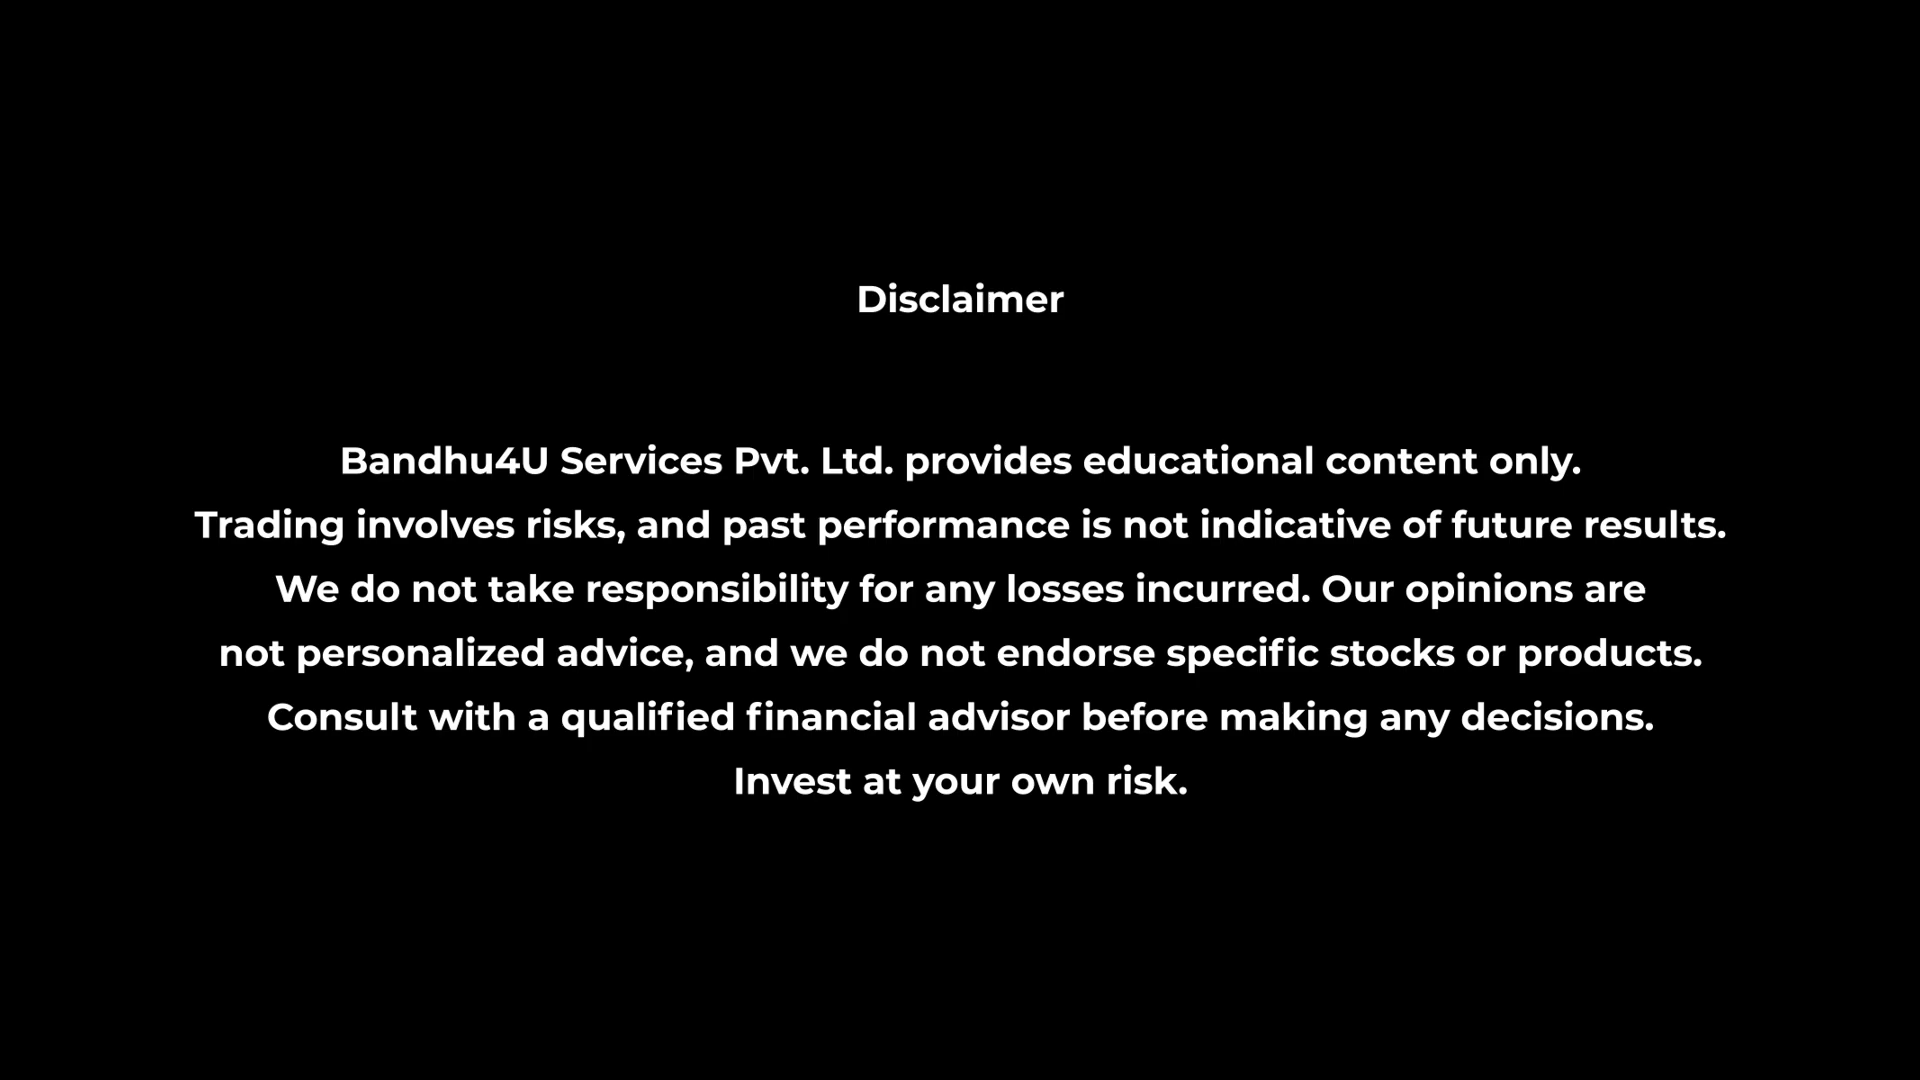 Disclaimer
Bandhu4U Services Pvt. Ltd. provides educational content only.
Trading involves risks, and past performance is not indicative of future results.
We do not take responsibility for any losses incurred. Our opinions are
not personalized advice, and we do not endorse specific stocks or products.
Consult with a qualified financial advisor before making any decisions.
Invest at your own risk.